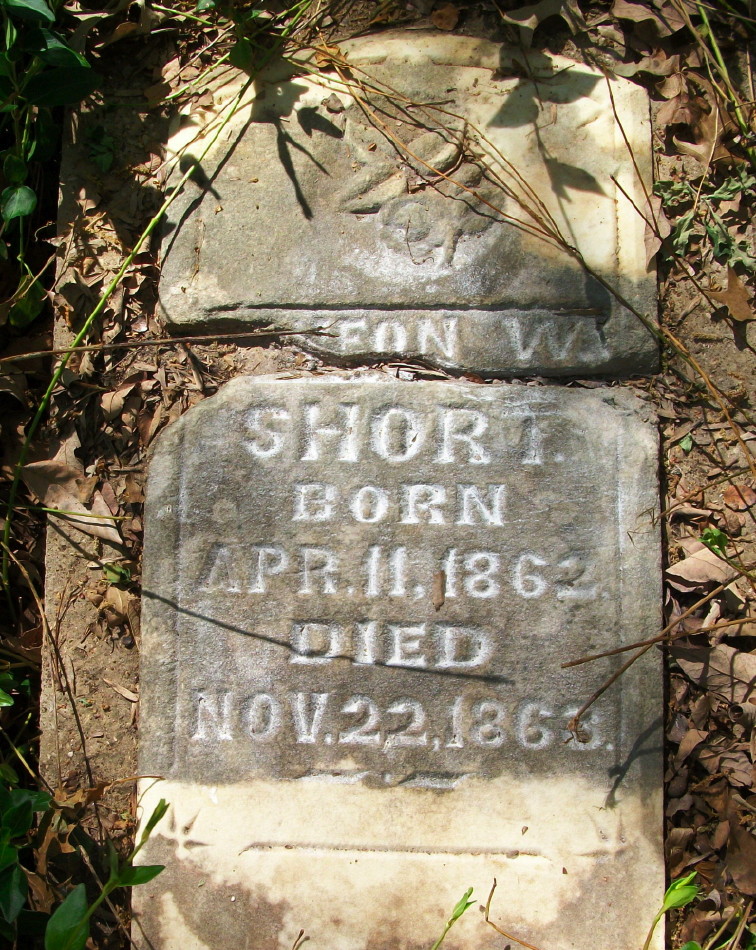 EON W.
SHORT.
BORN
APR. 11, 1862.
DIED
NOV. 22, 1863.